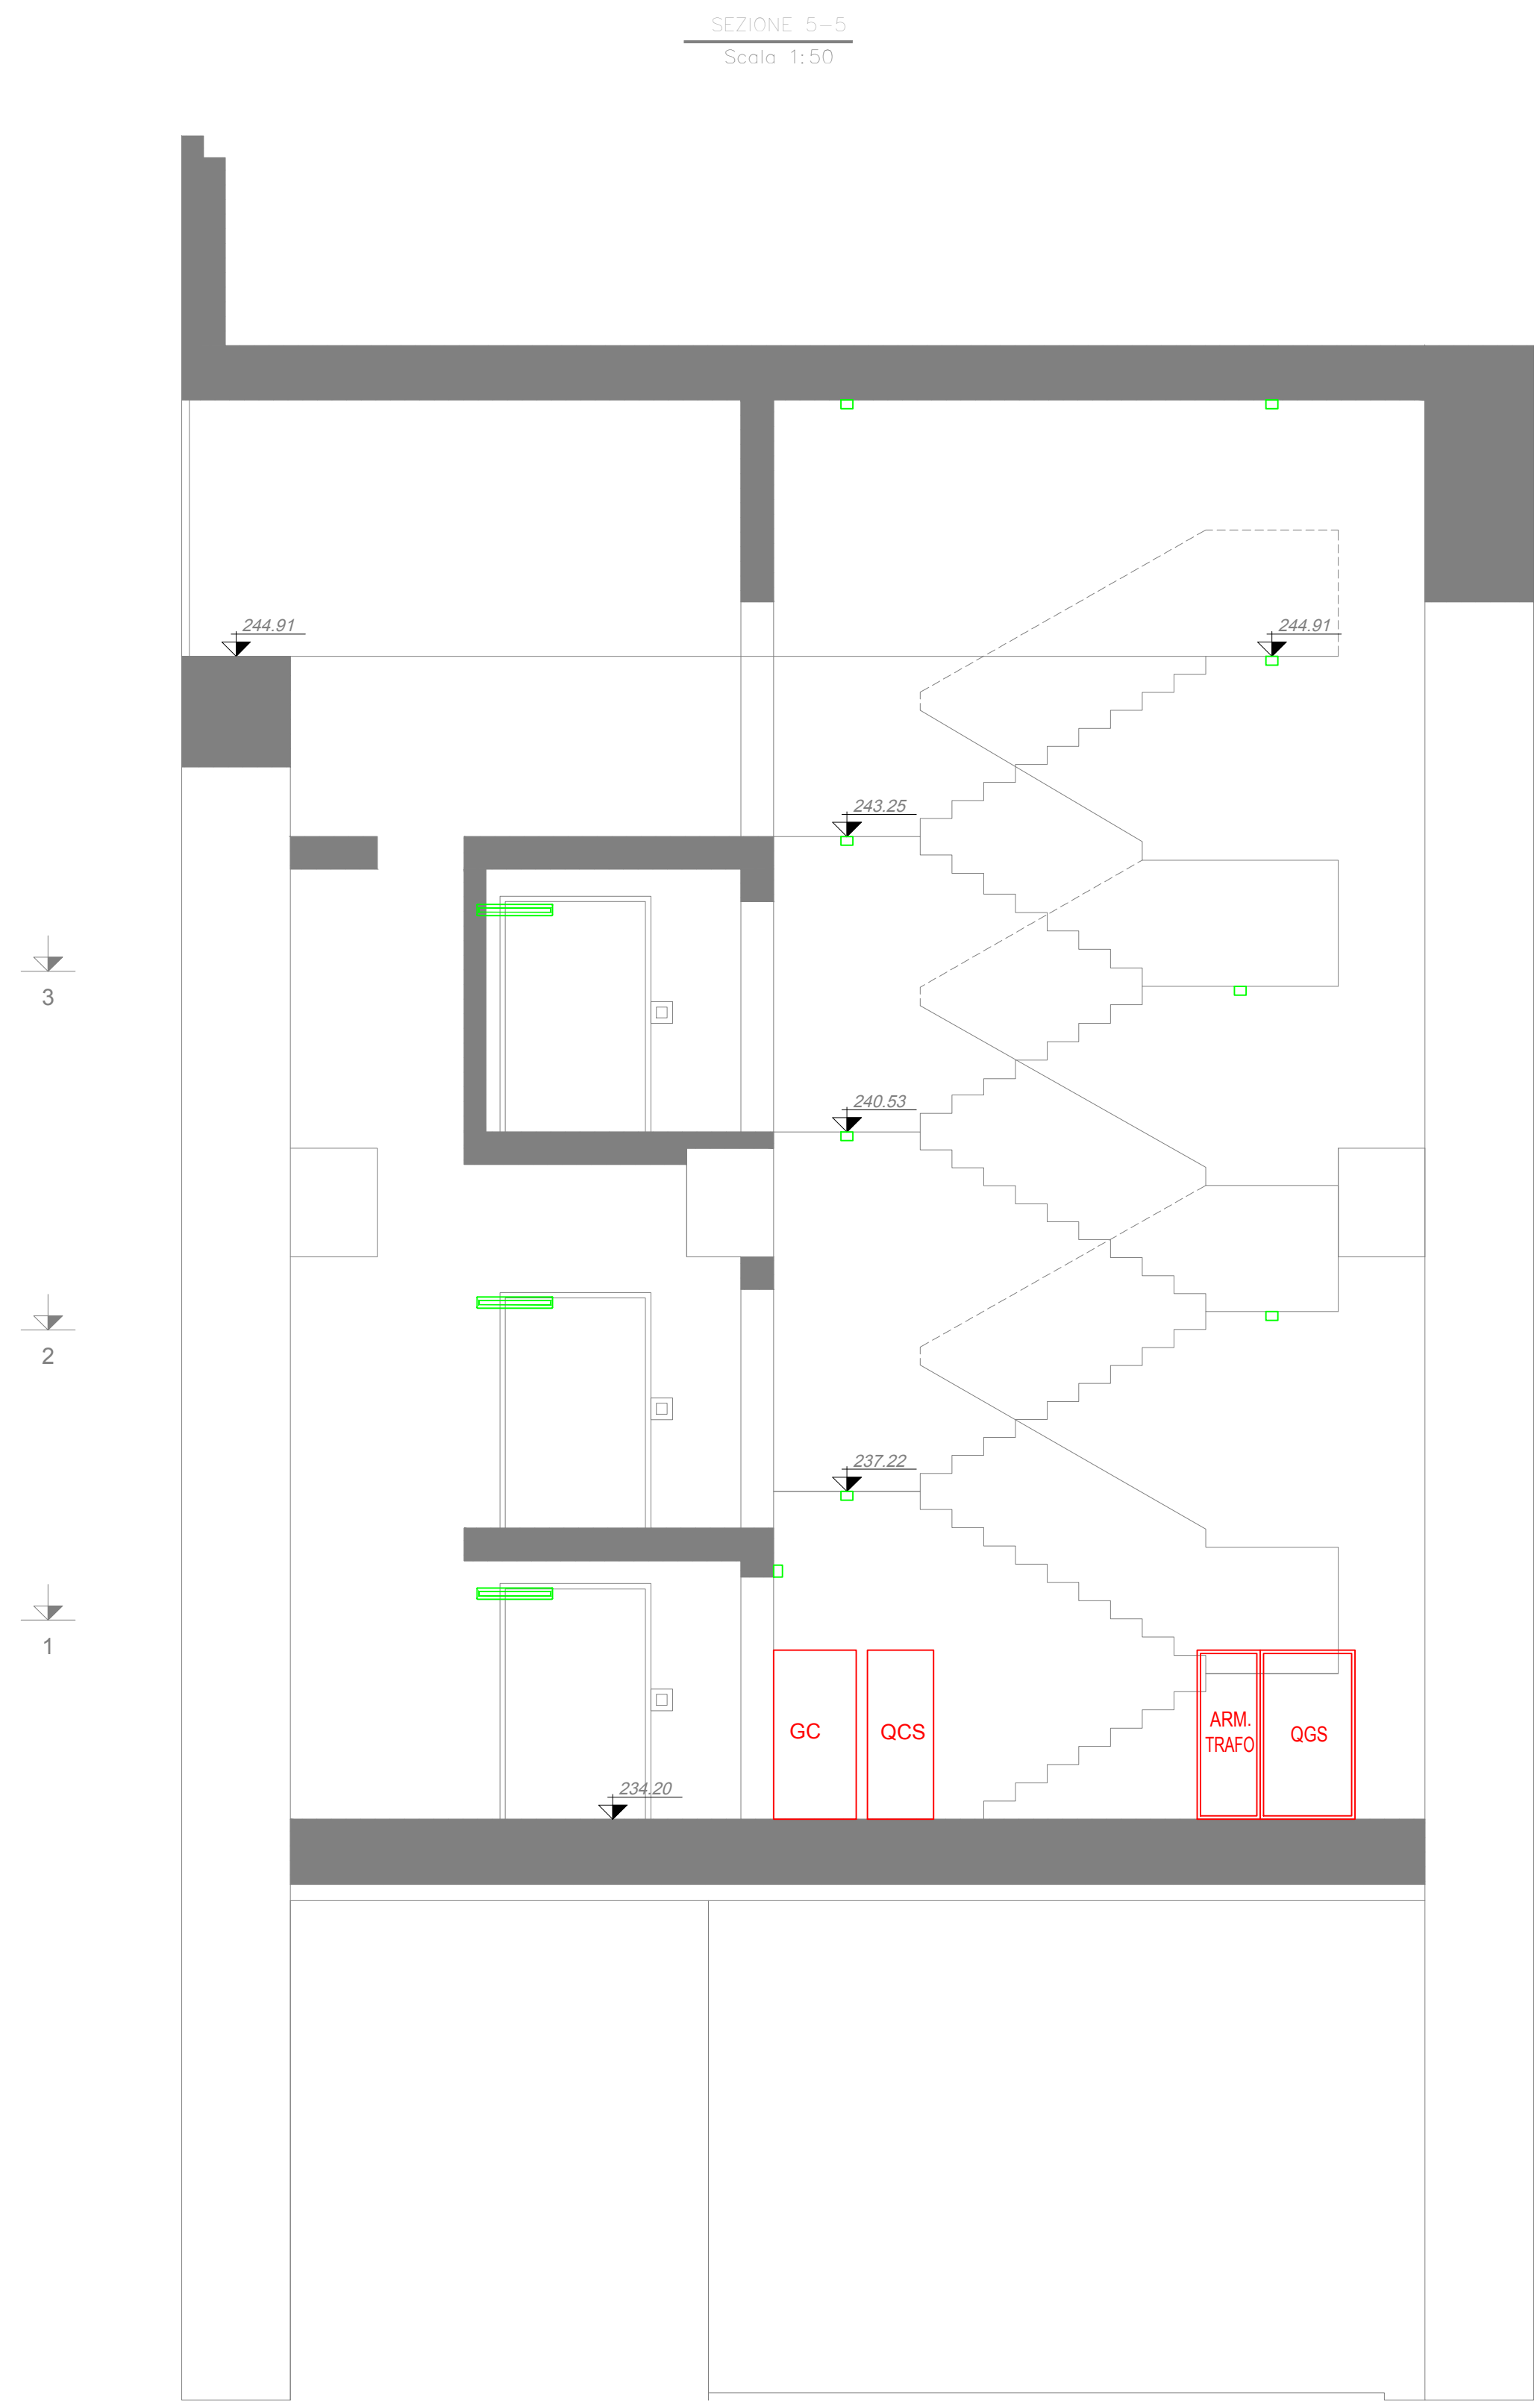 SEZIONE 5-5
Scala 1:50
244.91
244.91
243.25
3
240.53
2
237.22
1
GC
QCS
ARM.
TRAFO
QGS
234.20